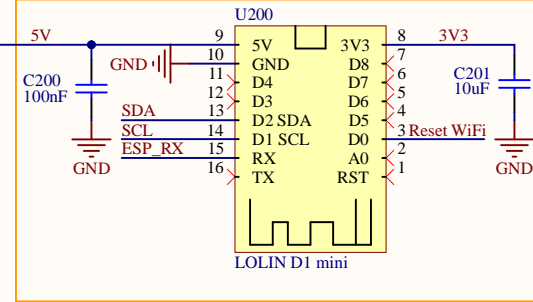 U200
5V 9 5V 3V3 8 3V3
GND 10 GND D8 7
11 D4 D7 6
12 D3 D6 5
SDA 13 D2 SDA D5 4
SCL 14 D1 SCL D0 3 Reset WiFi
ESP_RX 15 RX A0 2
16 TX RST 1
C200
100nF
GND
C201
10uF
GND
LOLIN D1 mini